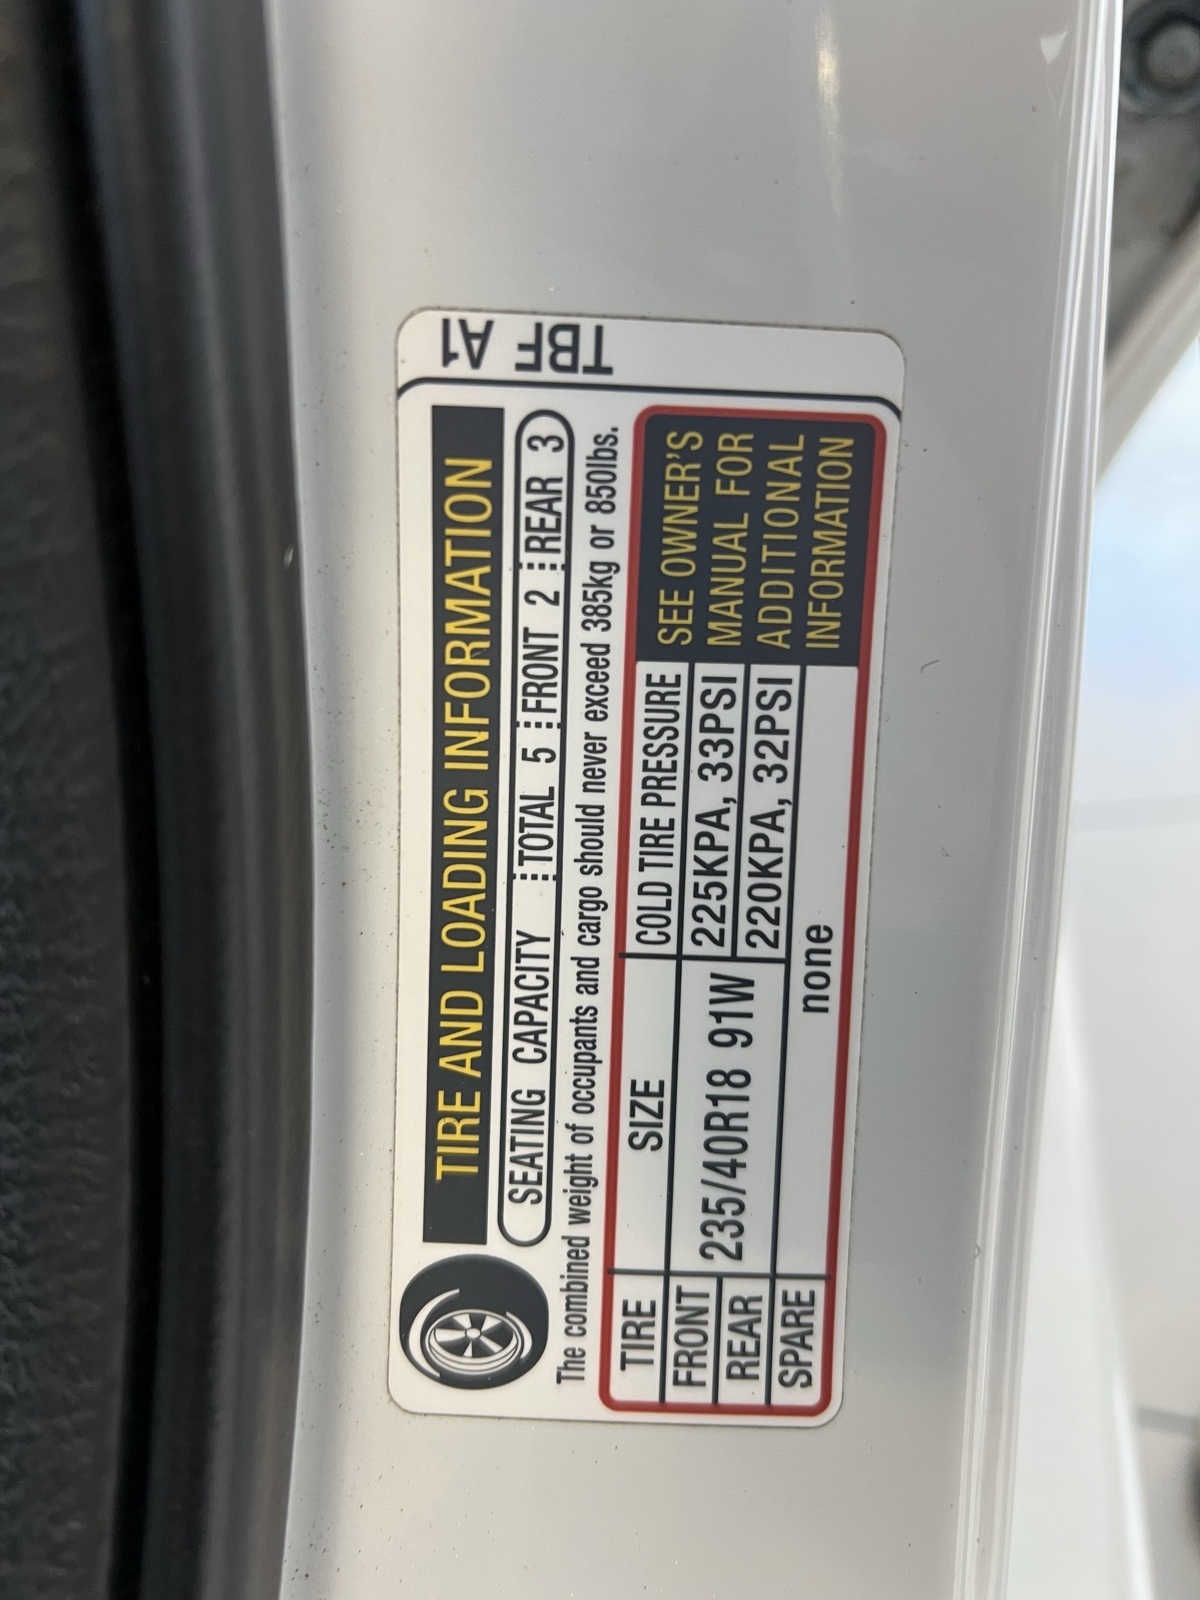 TIRE AND LOADING INFORMATION
SEATING CAPACITY TOTAL 5 FRONT 2 REAR 3
The combined weight of occupants and cargo should never exceed 385kg or 850lbs.
TIRE SIZE COLD TIRE PRESSURE
FRONT 235/40R18 91W 225KPA, 33PSI
REAR 220KPA, 32PSI
SPARE none
SEE OWNER'S
MANUAL FOR
ADDITIONAL
INFORMATION
TBF A1